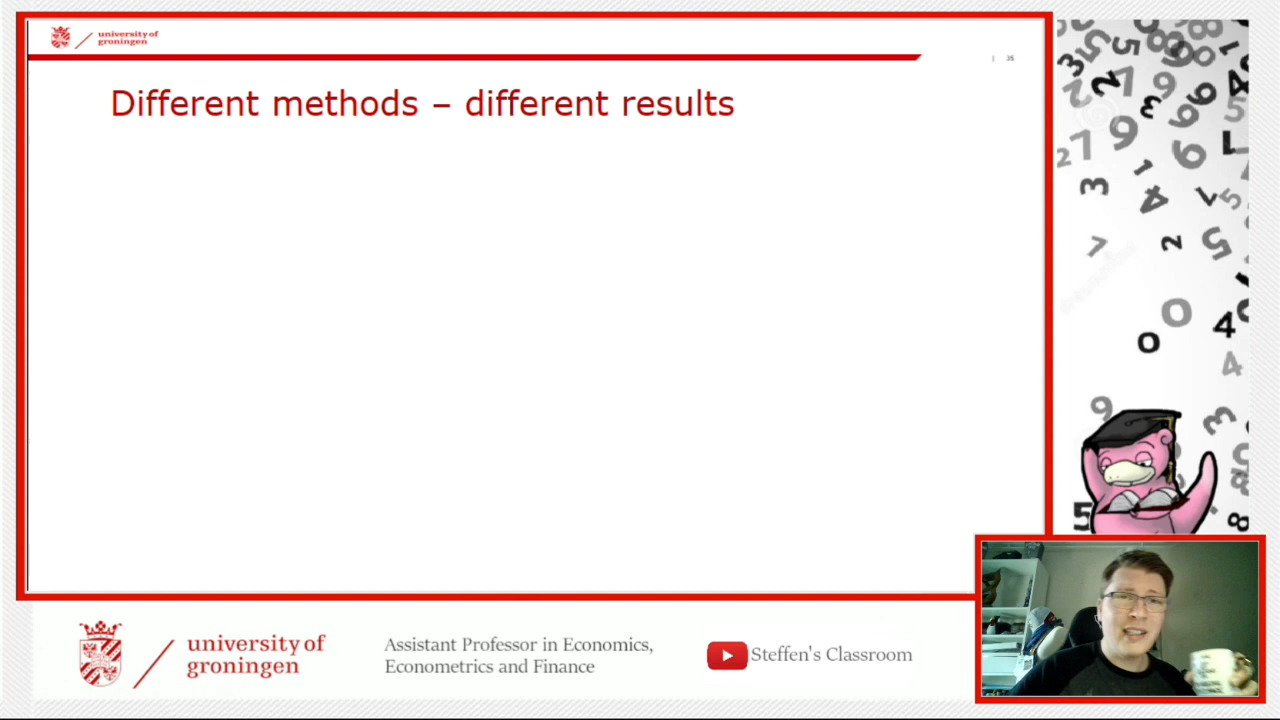 university of
groningen
| 35
Different methods – different results
university of
groningen
Assistant Professor in Economics,
Econometrics and Finance
Steffen's Classroom